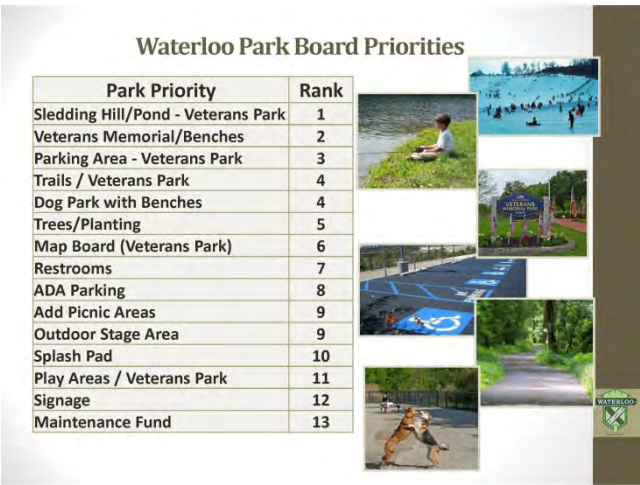 Waterloo Park Board Priorities
Park Priority Rank
Sledding Hill/Pond - Veterans Park 1
Veterans Memorial/Benches 2
Parking Area - Veterans Park 3
Trails / Veterans Park 4
Dog Park with Benches 4
Trees/Planting 5
Map Board (Veterans Park) 6
Restrooms 7
ADA Parking 8
Add Picnic Areas 9
Outdoor Stage Area 9
Splash Pad 10
Play Areas / Veterans Park 11
Signage 12
Maintenance Fund 13
VETERANS
MEMORIAL PARK
WATERLOO